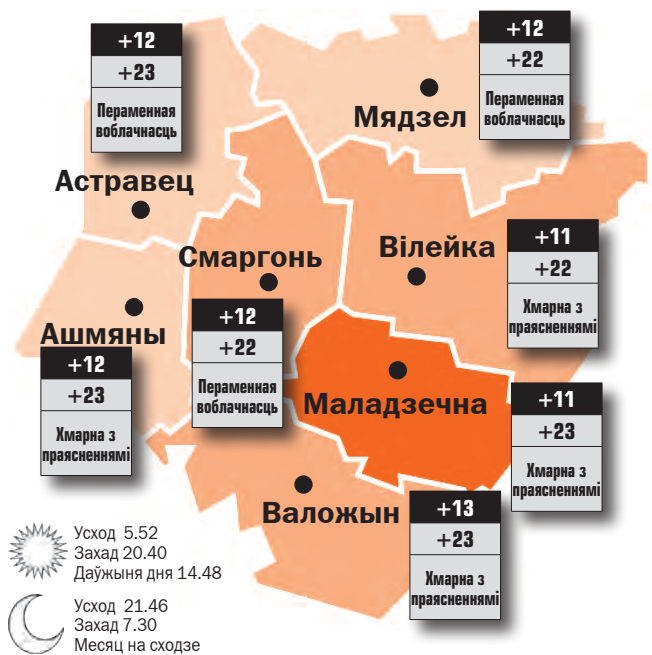 +12
+23
Пераменная
воблачнасць
Астравец
+12
+22
Пераменная
воблачнасць
Мядзел
Смаргонь
+12
+22
Пераменная
воблачнасць
Вілейка
+11
+22
Хмарна з
праясненнямі
Ашмяны
+12
+23
Хмарна з
праясненнямі
Маладзечна
+11
+23
Хмарна з
праясненнямі
Валожын
+13
+23
Хмарна з
праясненнямі
Усход 5.52
Захад 20.40
Даўжыня дня 14.48
Усход 21.46
Захад 7.30
Месяц на сходзе